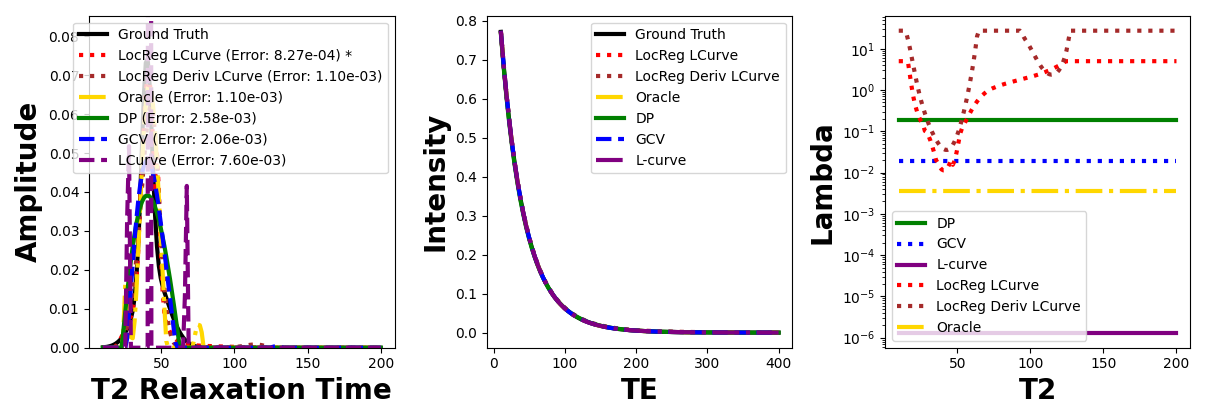 Amplitude
0.08
0.07
0.06
0.05
0.04
0.03
0.02
0.01
0.00
Ground Truth
LocReg LCurve (Error: 8.27e-04) *
LocReg Deriv LCurve (Error: 1.10e-03)
Oracle (Error: 1.10e-03)
DP (Error: 2.58e-03)
GCV (Error: 2.06e-03)
LCurve (Error: 7.60e-03)
50 100 150 200
T2 Relaxation Time
Intensity
0.8
0.7
0.6
0.5
0.4
0.3
0.2
0.1
0.0
Ground Truth
LocReg LCurve
LocReg Deriv LCurve
Oracle
DP
GCV
L-curve
0 100 200 300 400
TE
Lambda
10¹
10⁰
10⁻¹
10⁻²
10⁻³
10⁻⁴
10⁻⁵
10⁻⁶
DP
GCV
L-curve
LocReg LCurve
LocReg Deriv LCurve
Oracle
50 100 150 200
T2